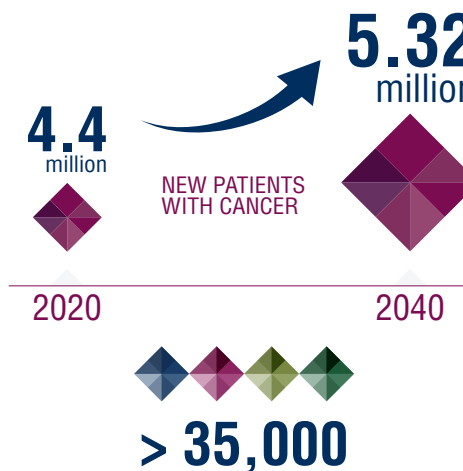 5.32
million
4.4
million
NEW PATIENTS
WITH CANCER
2020
2040
> 35,000